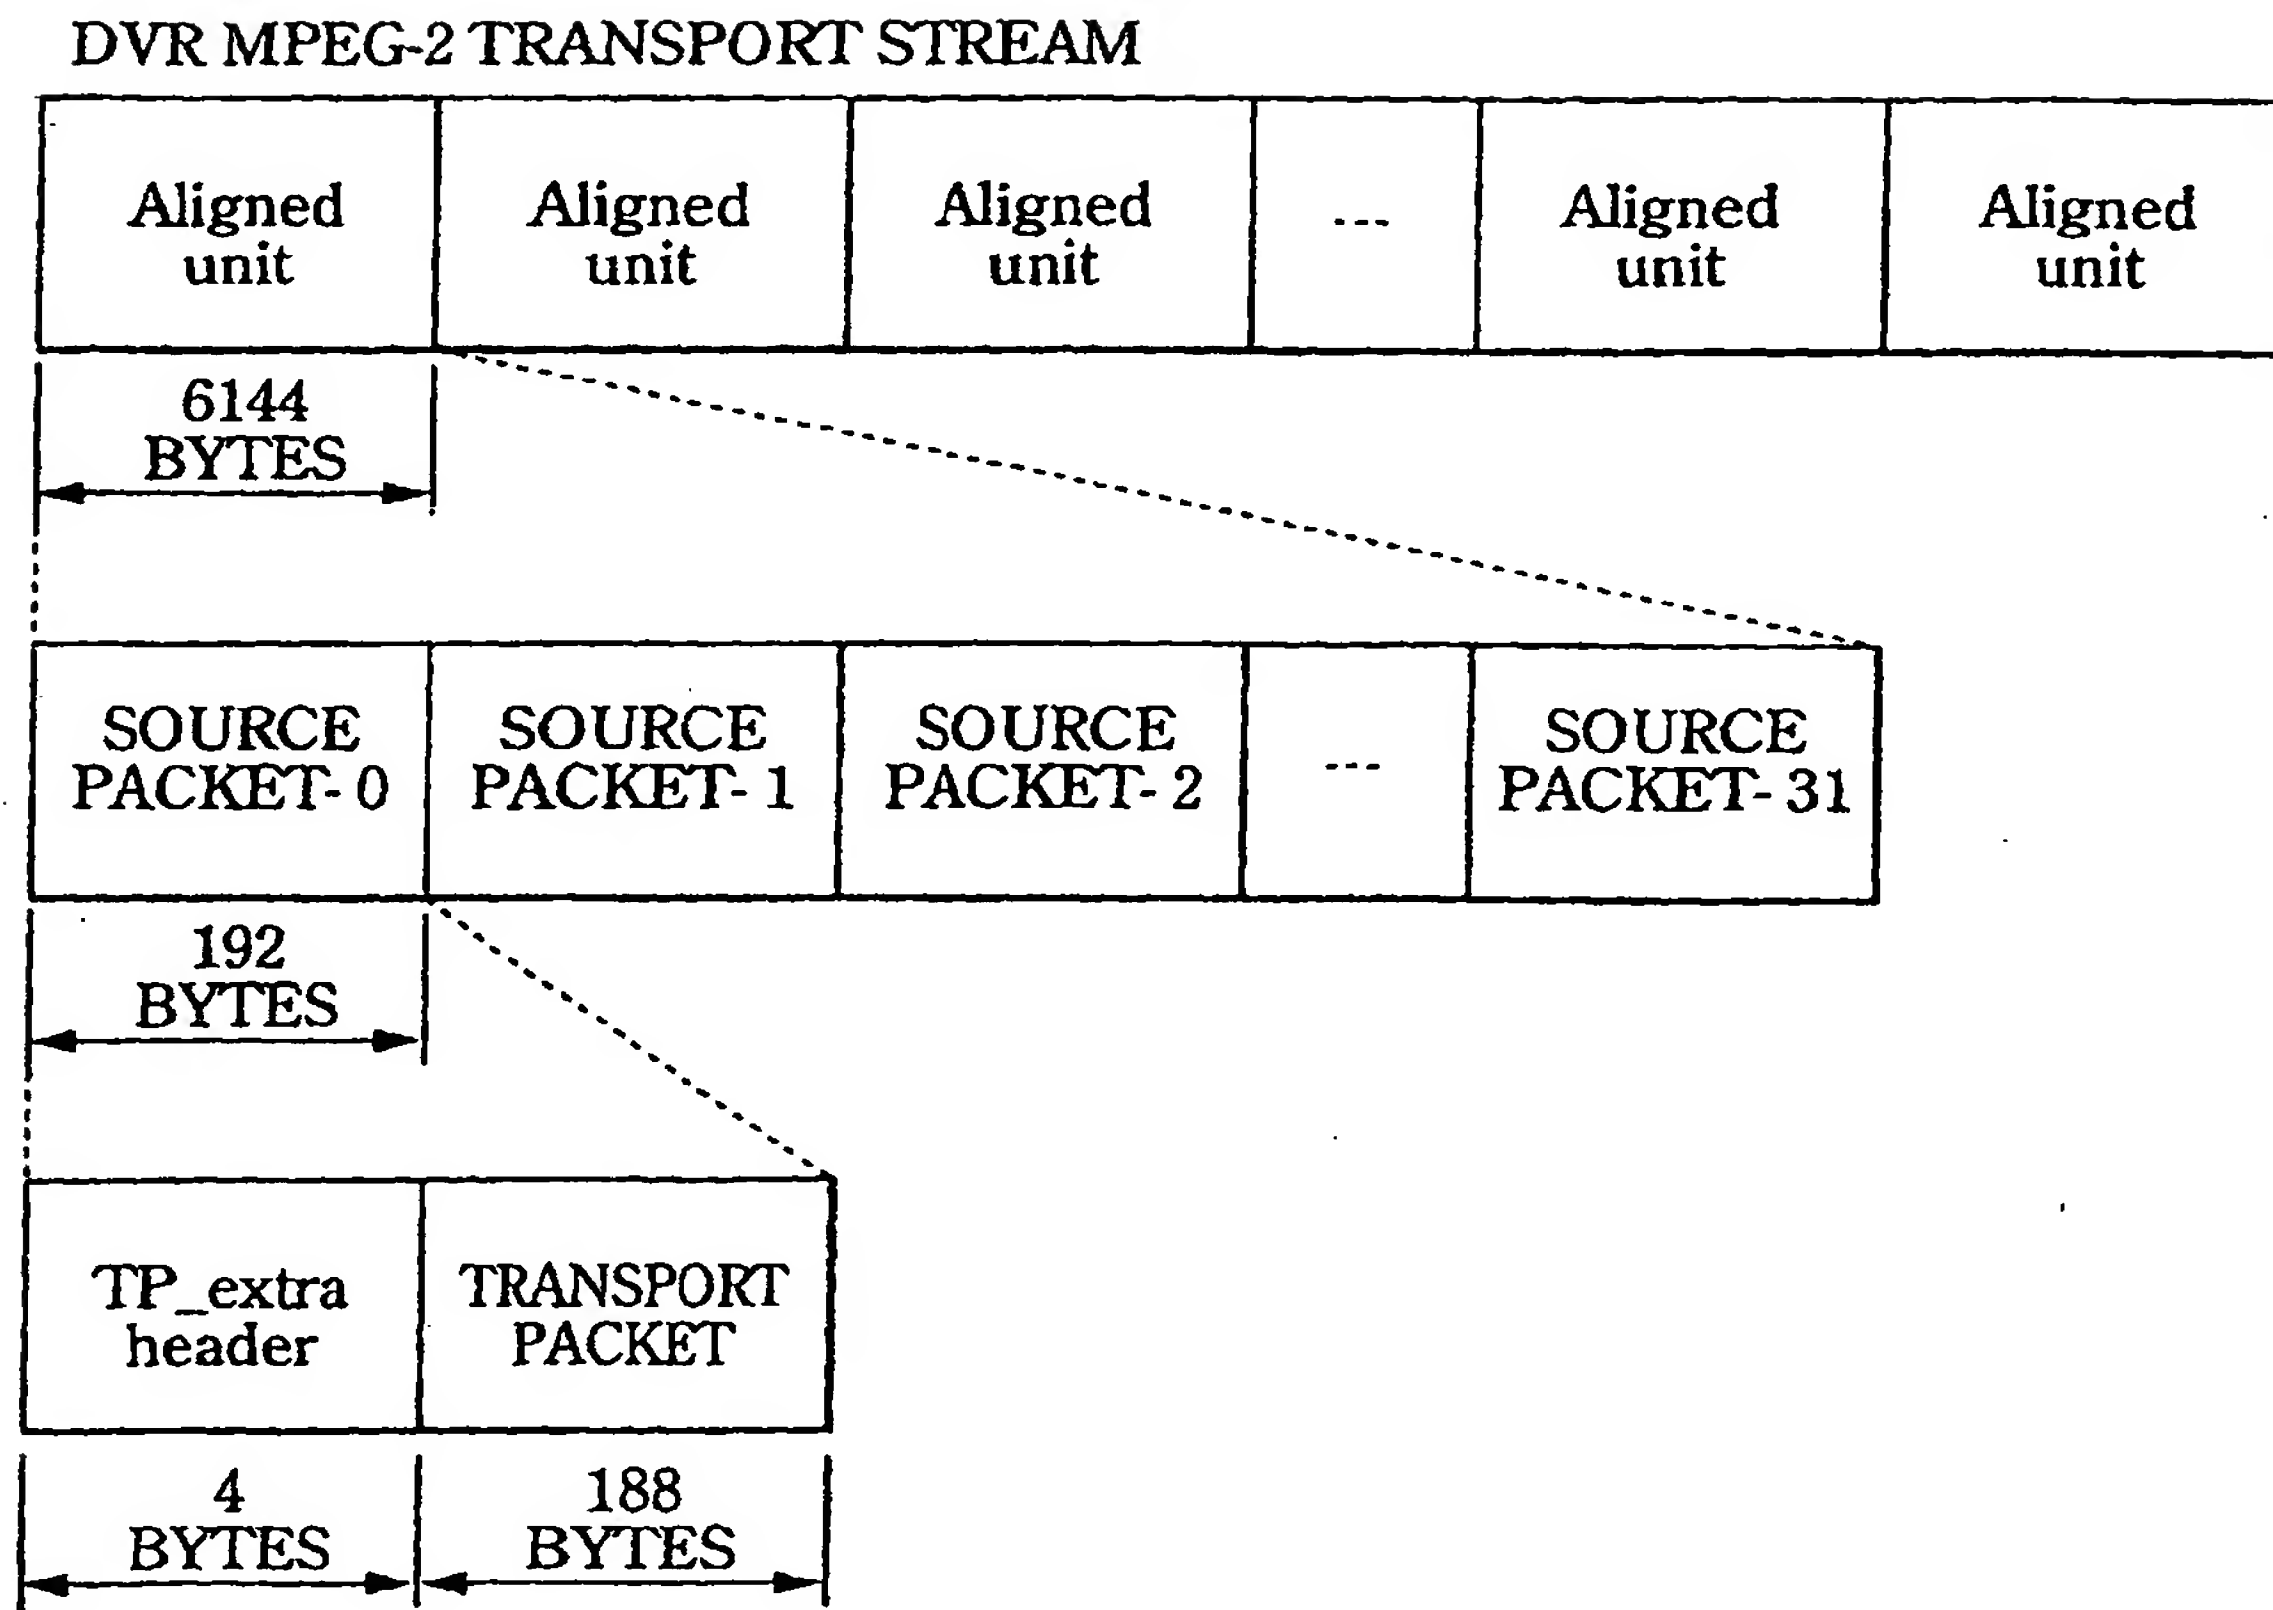 DVR MPEG-2 TRANSPORT STREAM
Aligned unit
Aligned unit
Aligned unit
---
Aligned unit
Aligned unit
6144 BYTES
SOURCE PACKET- 0
SOURCE PACKET- 1
SOURCE PACKET- 2
---
SOURCE PACKET- 31
192 BYTES
TP_extra header
TRANSPORT PACKET
4 BYTES
188 BYTES